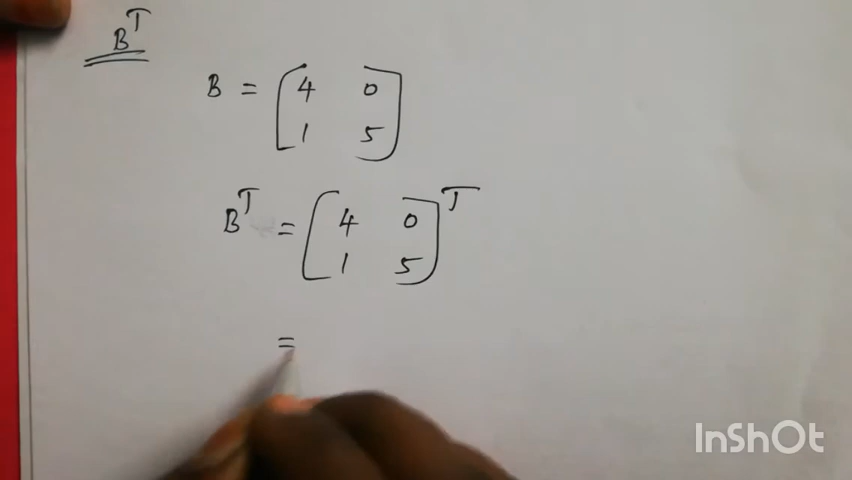 B^T
B = [4 0
1 5]
B^T = [4 0
1 5]^T
=
InShOt